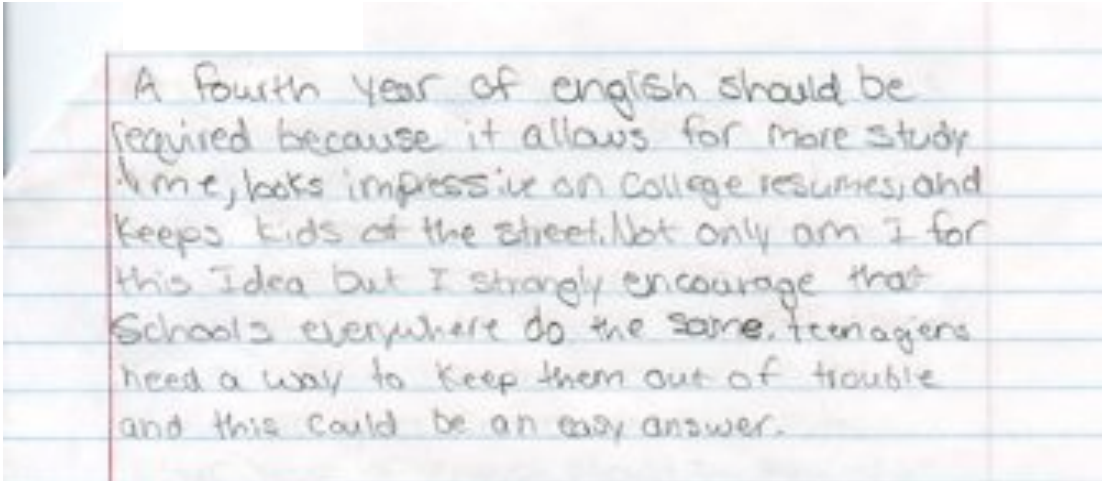 A fourth year of english should be
required because it allows for more study
time, looks impressive on college resumes, and
keeps kids of the street. Not only am I for
this Idea but I strongly encourage that
Schools everywhere do the same. teenagers
need a way to keep them out of trouble
and this could be an easy answer.